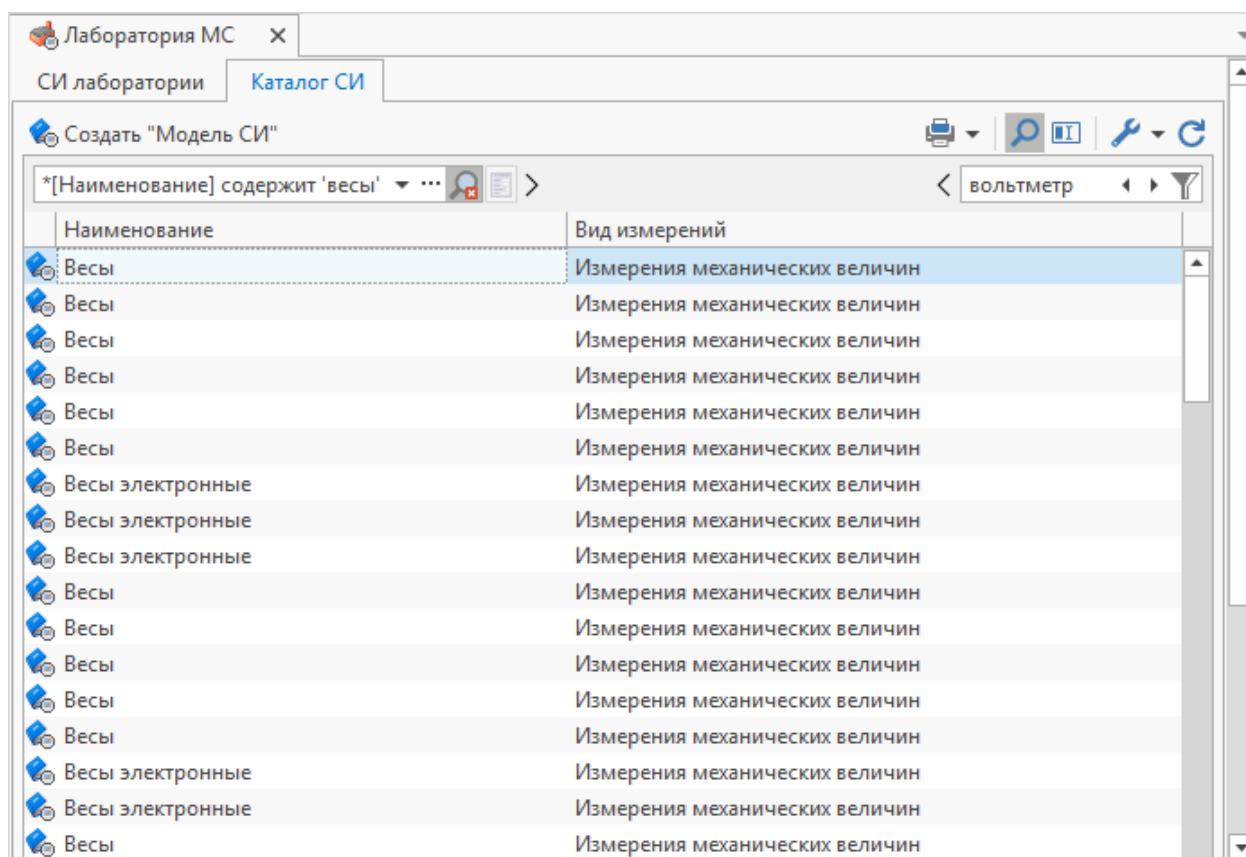 Лаборатория МС
СИ лаборатории Каталог СИ
Создать "Модель СИ"
*[Наименование] содержит 'весы' вольтметр
Наименование Вид измерений
Весы Измерения механических величин
Весы Измерения механических величин
Весы Измерения механических величин
Весы Измерения механических величин
Весы Измерения механических величин
Весы Измерения механических величин
Весы электронные Измерения механических величин
Весы электронные Измерения механических величин
Весы электронные Измерения механических величин
Весы Измерения механических величин
Весы Измерения механических величин
Весы Измерения механических величин
Весы Измерения механических величин
Весы Измерения механических величин
Весы электронные Измерения механических величин
Весы электронные Измерения механических величин
Весы Измерения механических величин